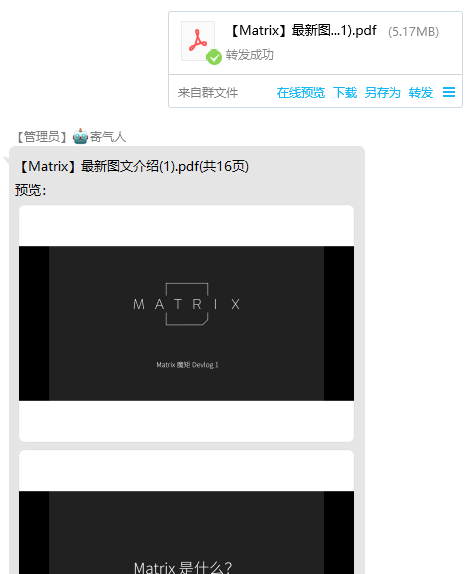 【Matrix】最新图...1).pdf (5.17MB)
转发成功
来自群文件 在线预览 下载 另存为 转发
【管理员】🤖寄气人
【Matrix】最新图文介绍(1).pdf(共16页)
预览：
MATRIX
Matrix 魔矩 Devlog 1
Matrix 是什么？